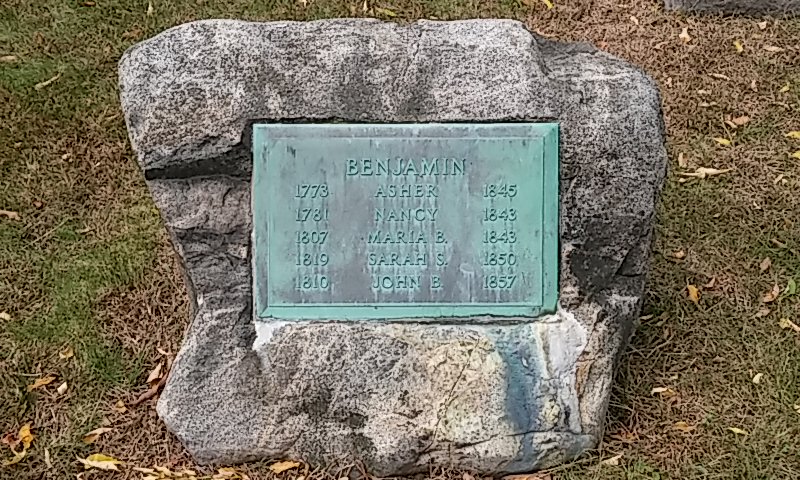 BENJAMIN
1773 ASHER 1845
1781 NANCY 1843
1807 MARIA B. 1843
1819 SARAH S. 1850
1810 JOHN B. 1857